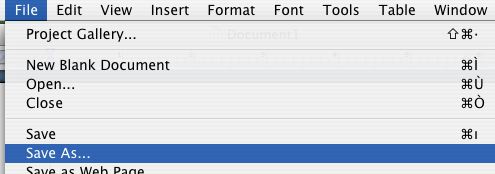 File Edit View Insert Format Font Tools Table Window
Project Gallery... ⇧⌘·
Document1
New Blank Document ⌘Ì
Open... ⌘Ù
Close ⌘Ò
Save ⌘ı
Save As...
Save as Web Page